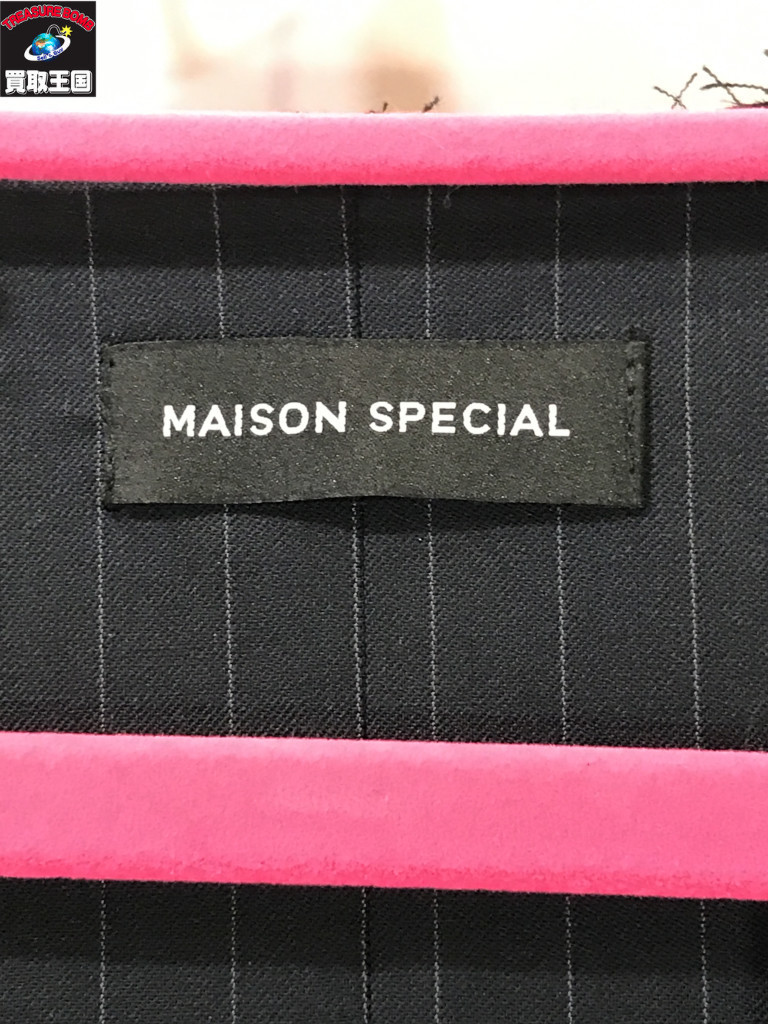 TREASURE BOMB
買取王国
MAISON SPECIAL